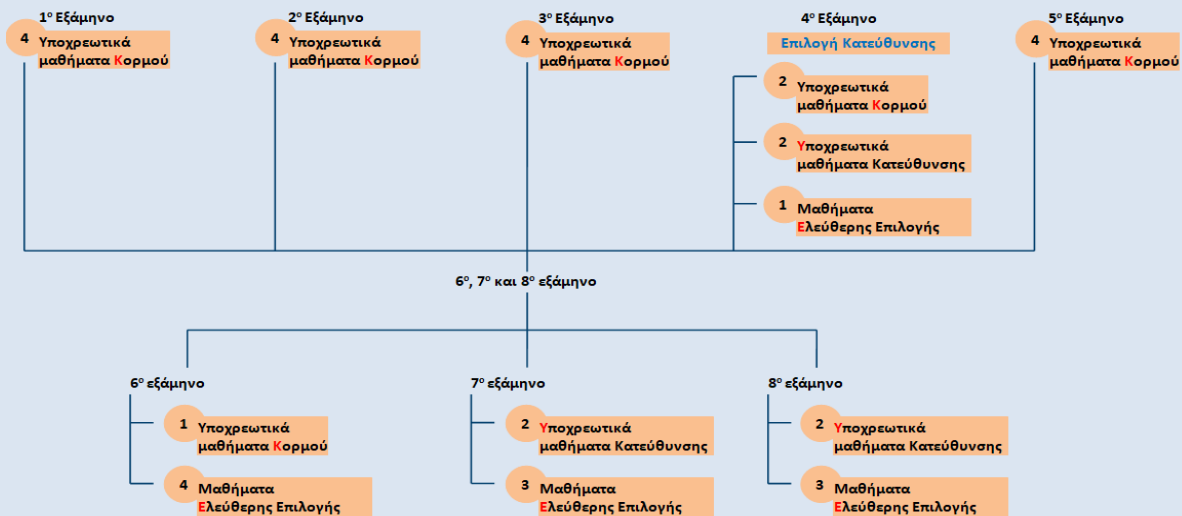 1ο Εξάμηνο
4 Υποχρεωτικά
μαθήματα Κορμού
2ο Εξάμηνο
4 Υποχρεωτικά
μαθήματα Κορμού
3ο Εξάμηνο
4 Υποχρεωτικά
μαθήματα Κορμού
4ο Εξάμηνο
Επιλογή Κατεύθυνσης
2 Υποχρεωτικά
μαθήματα Κορμού
2 Υποχρεωτικά
μαθήματα Κατεύθυνσης
1 Μαθήματα
Ελεύθερης Επιλογής
5ο Εξάμηνο
4 Υποχρεωτικά
μαθήματα Κορμού
6ο, 7ο και 8ο εξάμηνο
6ο εξάμηνο
1 Υποχρεωτικά
μαθήματα Κορμού
4 Μαθήματα
Ελεύθερης Επιλογής
7ο εξάμηνο
2 Υποχρεωτικά
μαθήματα Κατεύθυνσης
3 Μαθήματα
Ελεύθερης Επιλογής
8ο εξάμηνο
2 Υποχρεωτικά
μαθήματα Κατεύθυνσης
3 Μαθήματα
Ελεύθερης Επιλογής